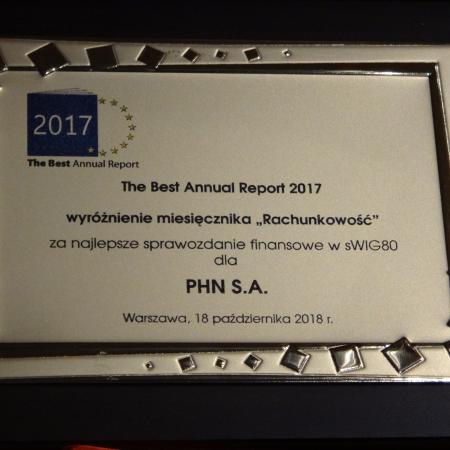 2017
The Best Annual Report
The Best Annual Report 2017
wyróżnienie miesięcznika „Rachunkowość”
za najlepsze sprawozdanie finansowe w sWIG80
dla
PHN S.A.
Warszawa, 18 października 2018 r.